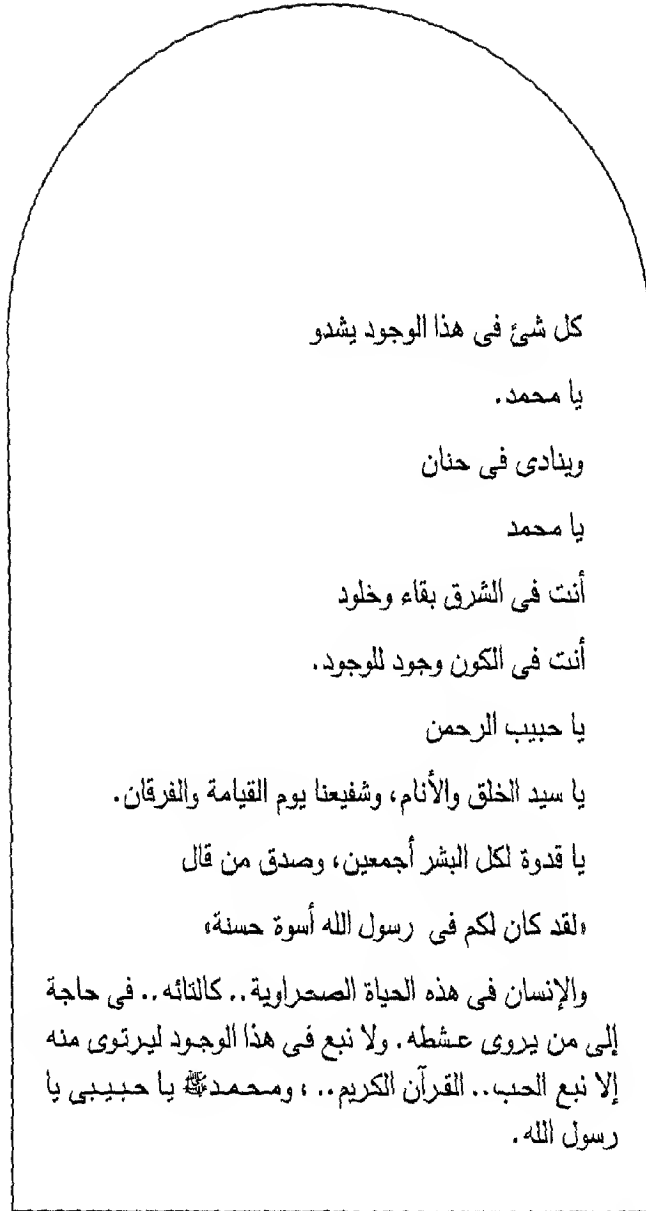 كل شئ فى هذا الوجود يشدو
يا محمد.
وينادى فى حنان
يا محمد
أنت فى الشرق بقاء وخلود
أنت فى الكون وجود للوجود.
يا حبيب الرحمن
يا سيد الخلق والأنام، وشفيعنا يوم القيامة والفرقان.
يا قدوة لكل البشر أجمعين، وصدق من قال
«لقد كان لكم فى رسول الله أسوة حسنة»
والإنسان فى هذه الحياة الصحراوية.. كالتائه.. فى حاجة
إلى من يروى عشطه. ولا نبع فى هذا الوجود ليرتوى منه
إلا نبع الحب.. القرآن الكريم.. ، ومحمد ﷺ يا حبيبى يا
رسول الله.